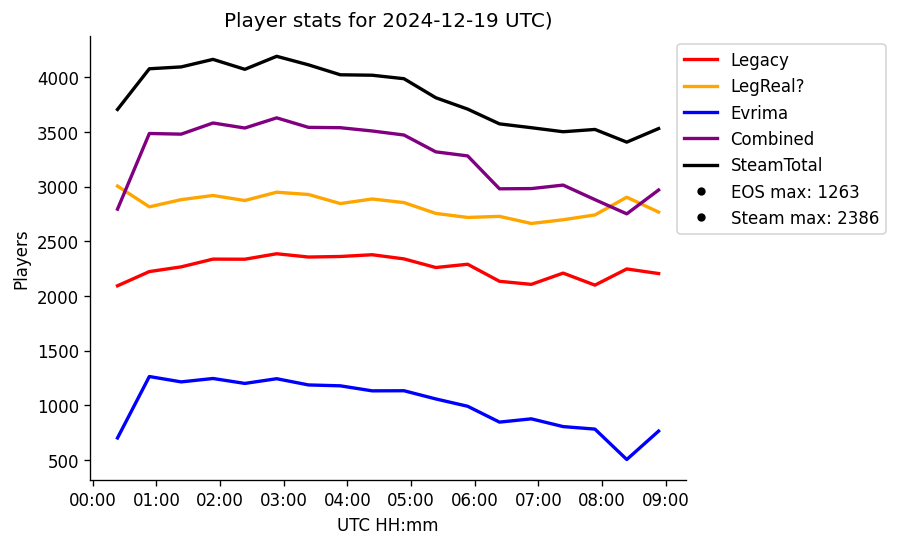 Player stats for 2024-12-19 UTC)
Legacy
LegReal?
Evrima
Combined
SteamTotal
EOS max: 1263
Steam max: 2386
Players
4000
3500
3000
2500
2000
1500
1000
500
00:00 01:00 02:00 03:00 04:00 05:00 06:00 07:00 08:00 09:00
UTC HH:mm